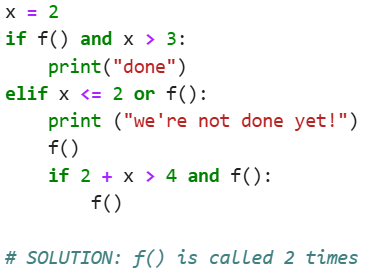 x = 2
if f() and x > 3:
    print("done")
elif x <= 2 or f():
    print ("we're not done yet!")
    f()
    if 2 + x > 4 and f():
        f()

# SOLUTION: f() is called 2 times